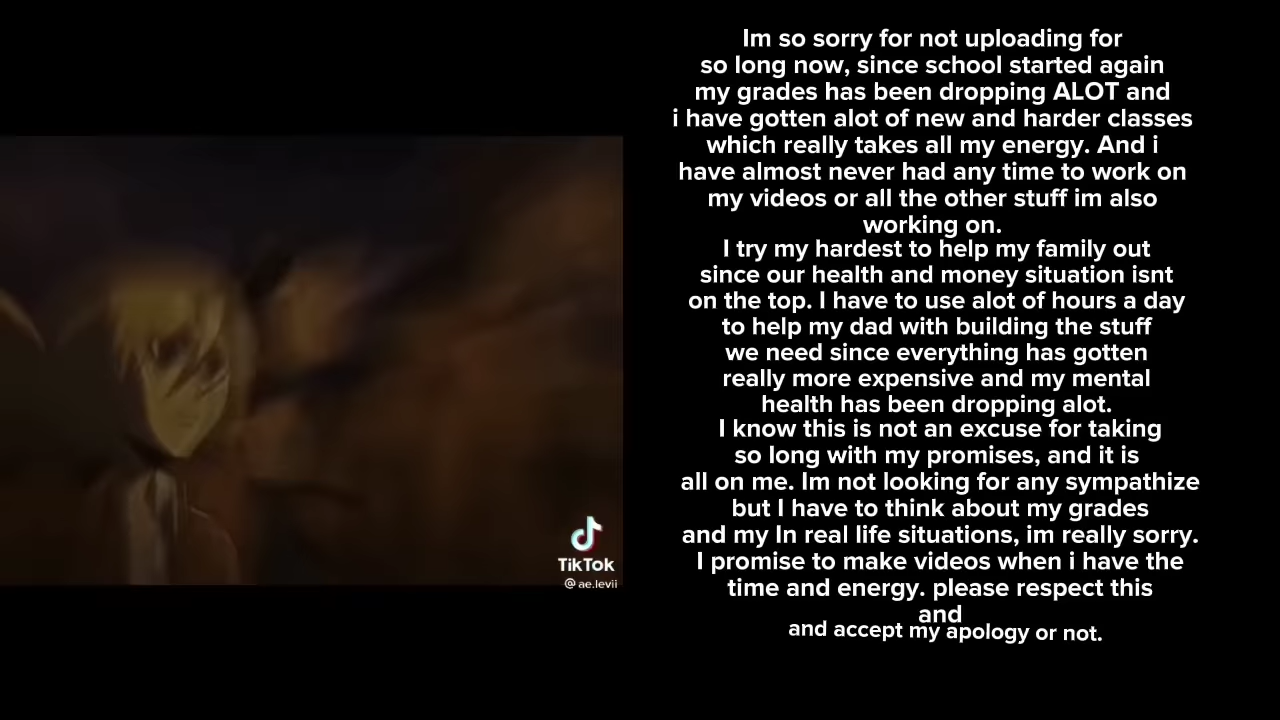 Im so sorry for not uploading for
so long now, since school started again
my grades has been dropping ALOT and
i have gotten alot of new and harder classes
which really takes all my energy. And i
have almost never had any time to work on
my videos or all the other stuff im also
working on.
I try my hardest to help my family out
since our health and money situation isnt
on the top. I have to use alot of hours a day
to help my dad with building the stuff
we need since everything has gotten
really more expensive and my mental
health has been dropping alot.
I know this is not an excuse for taking
so long with my promises, and it is
all on me. Im not looking for any sympathize
but I have to think about my grades
and my In real life situations, im really sorry.
I promise to make videos when i have the
time and energy. please respect this
and
and accept my apology or not.
TikTok
@ae.levii